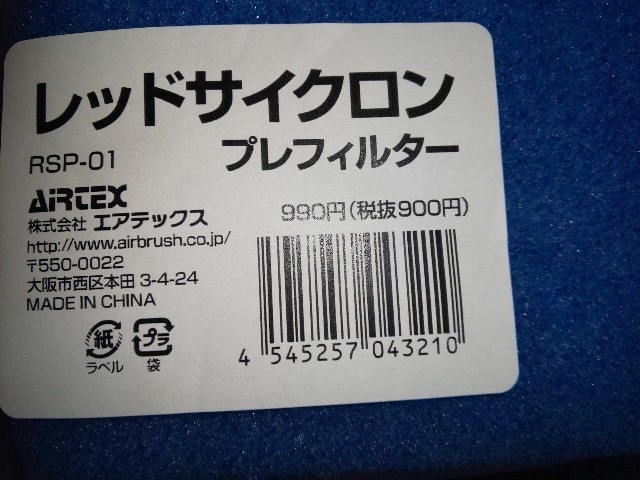 レッドサイクロン
プレフィルター
RSP-01
AIRTEX
株式会社 エアテックス
http://www.airbrush.co.jp/
〒550-0022
大阪市西区本田 3-4-24
MADE IN CHINA
990円(税抜900円)
紙
ラベル
プラ
袋
4 545257 043210